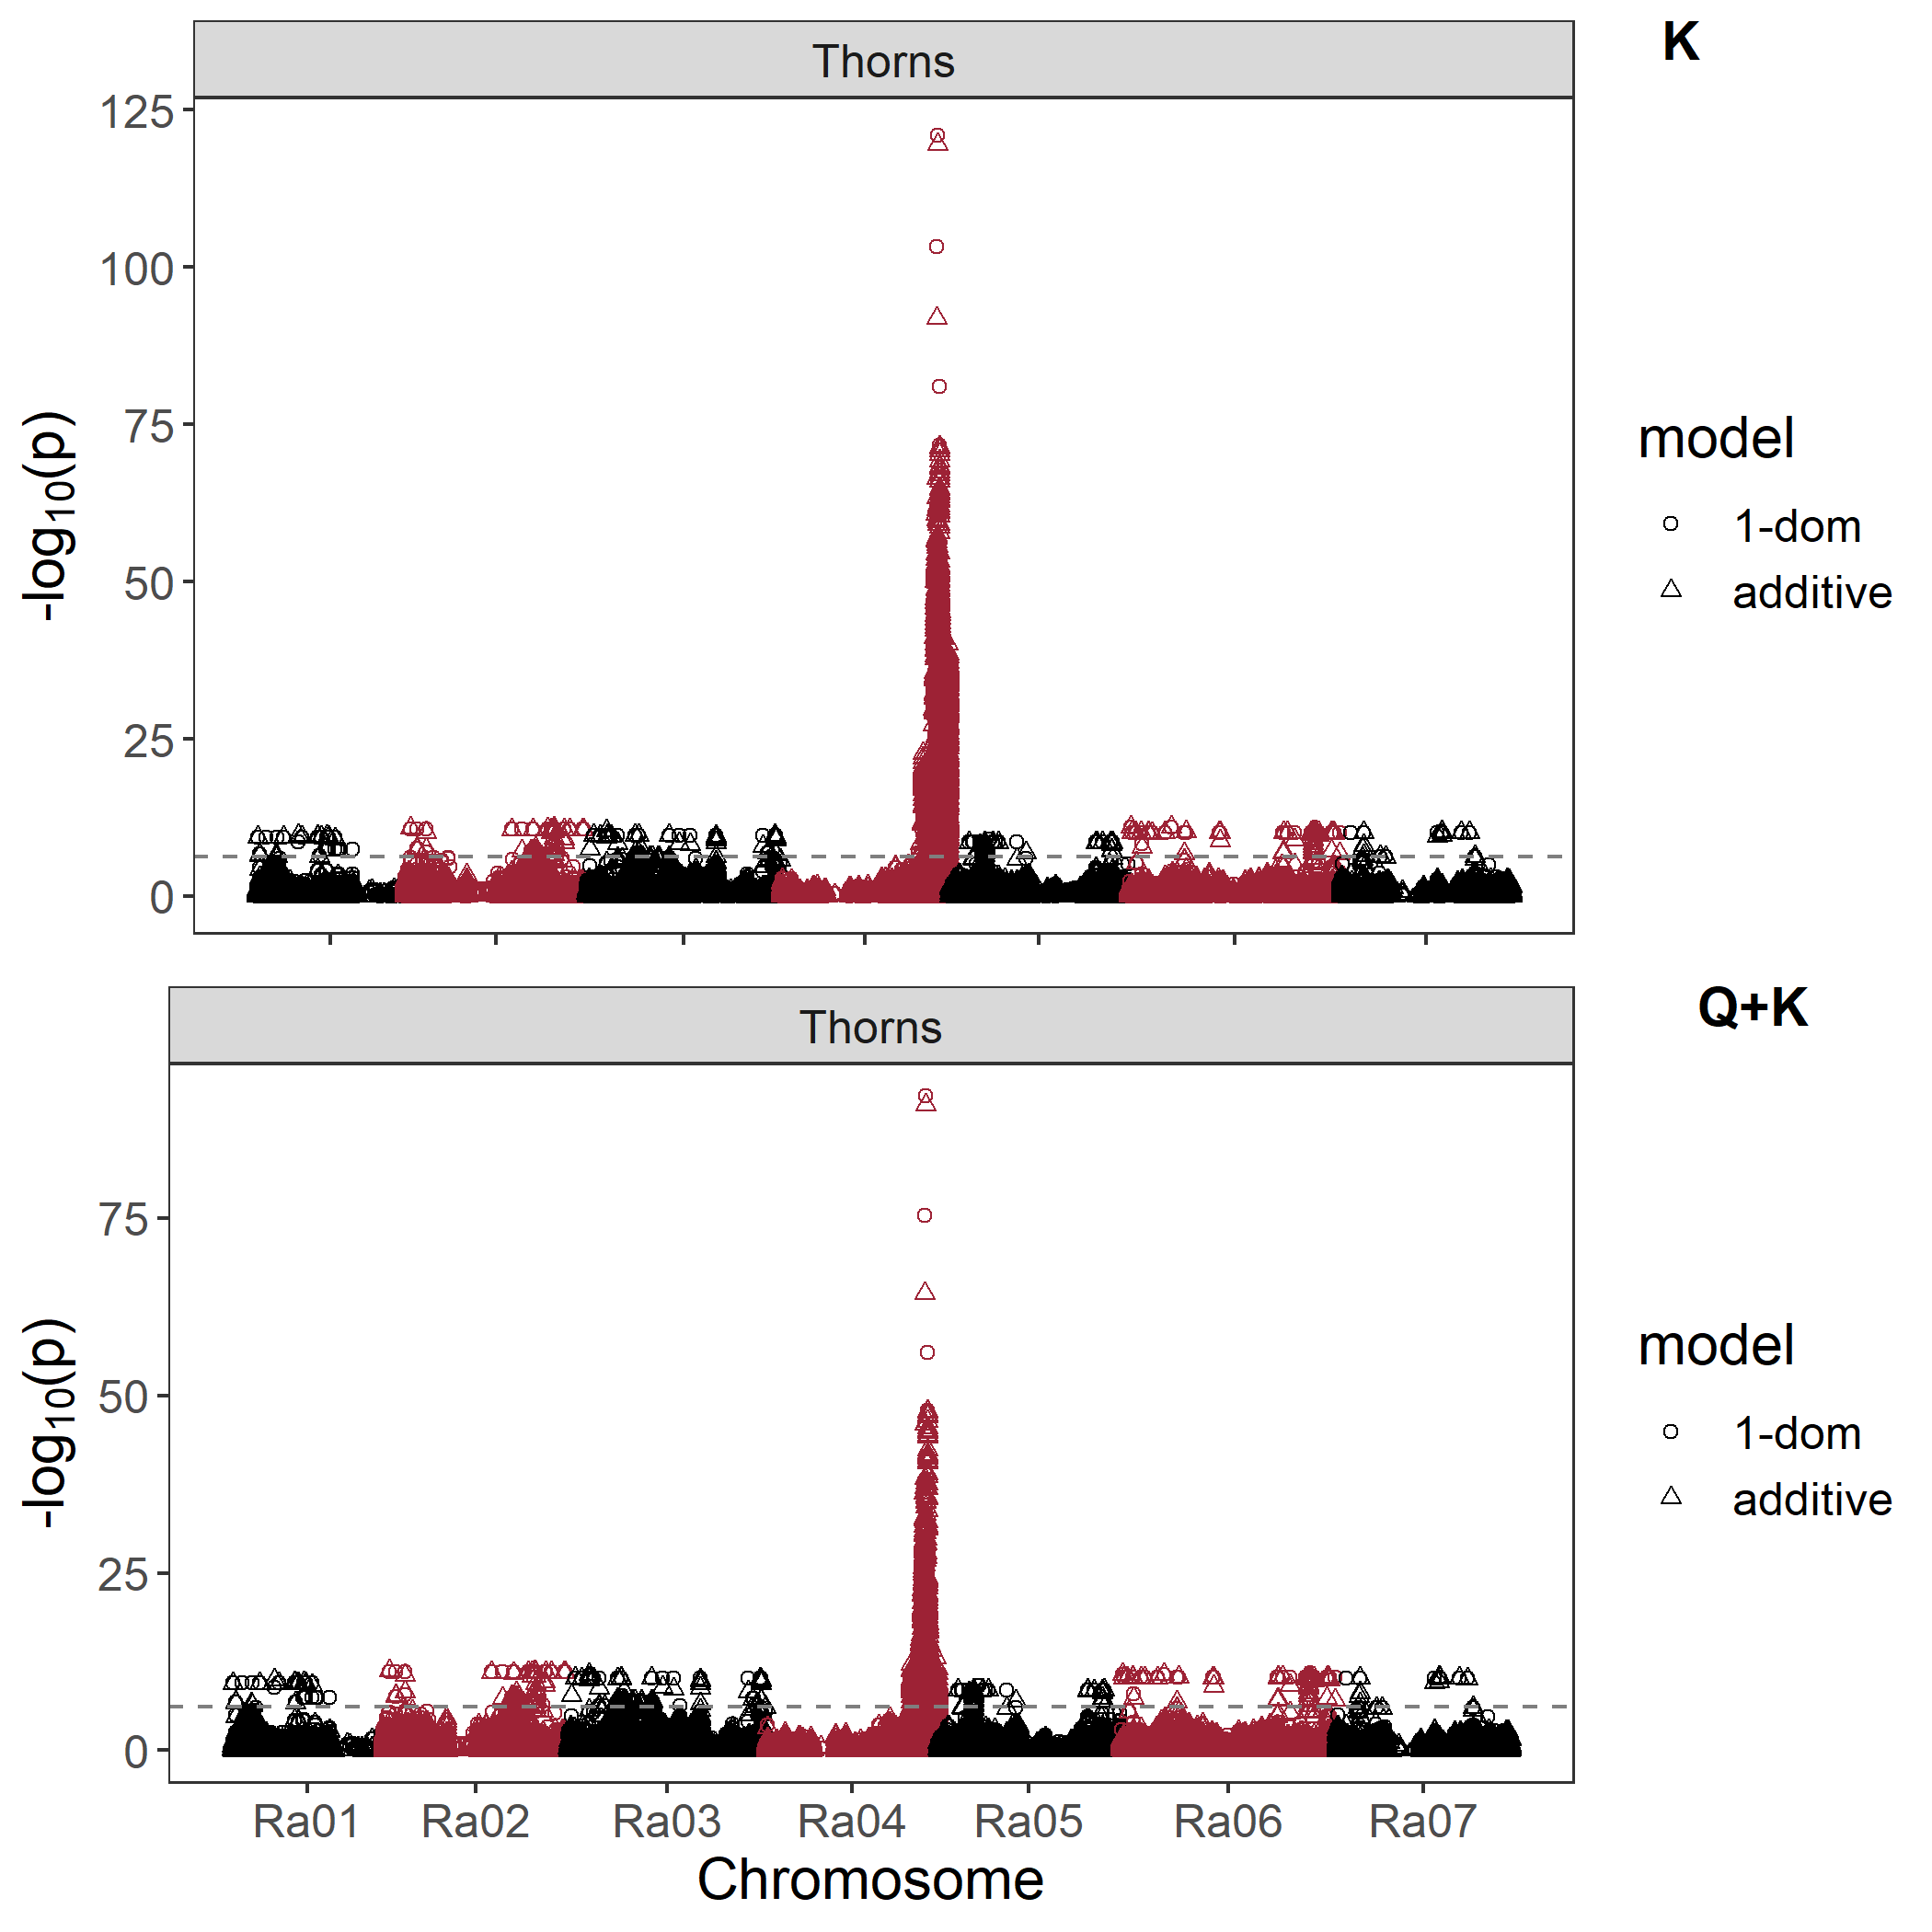 Thorns
K
125
100
75
50
25
0
-log10(p)
model
1-dom
additive
Thorns
Q+K
75
50
25
0
-log10(p)
model
1-dom
additive
Ra01 Ra02 Ra03 Ra04 Ra05 Ra06 Ra07
Chromosome